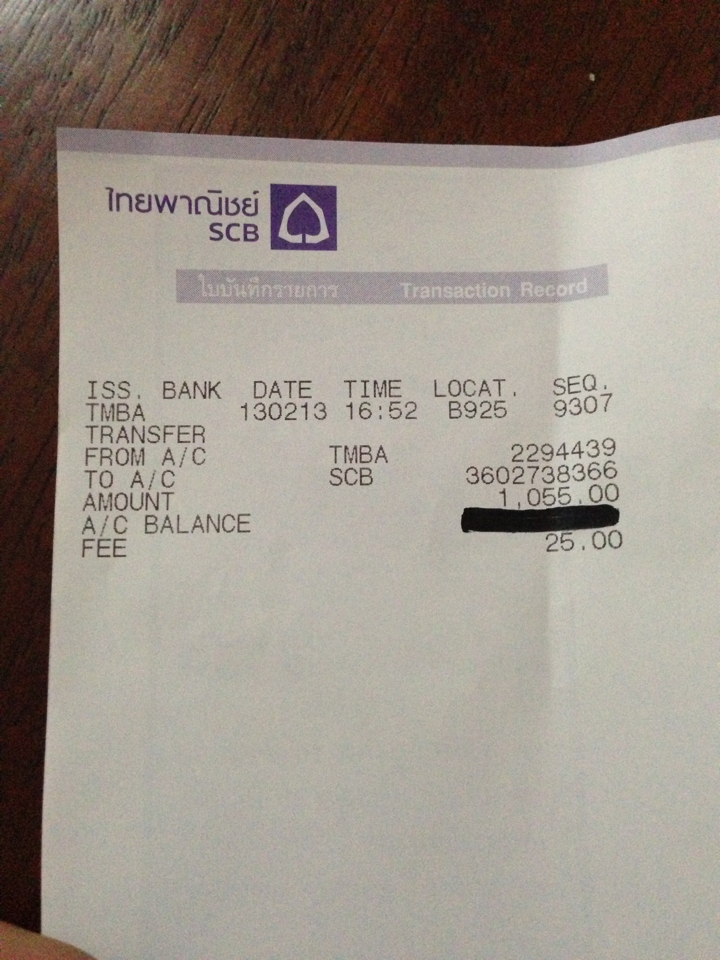 ไทยพาณิชย์
SCB
ใบบันทึกรายการ Transaction Record
ISS. BANK DATE TIME LOCAT. SEQ.
TMBA 130213 16:52 B925 9307
TRANSFER
FROM A/C TMBA 2294439
TO A/C SCB 3602738366
AMOUNT 1,055.00
A/C BALANCE
FEE 25.00